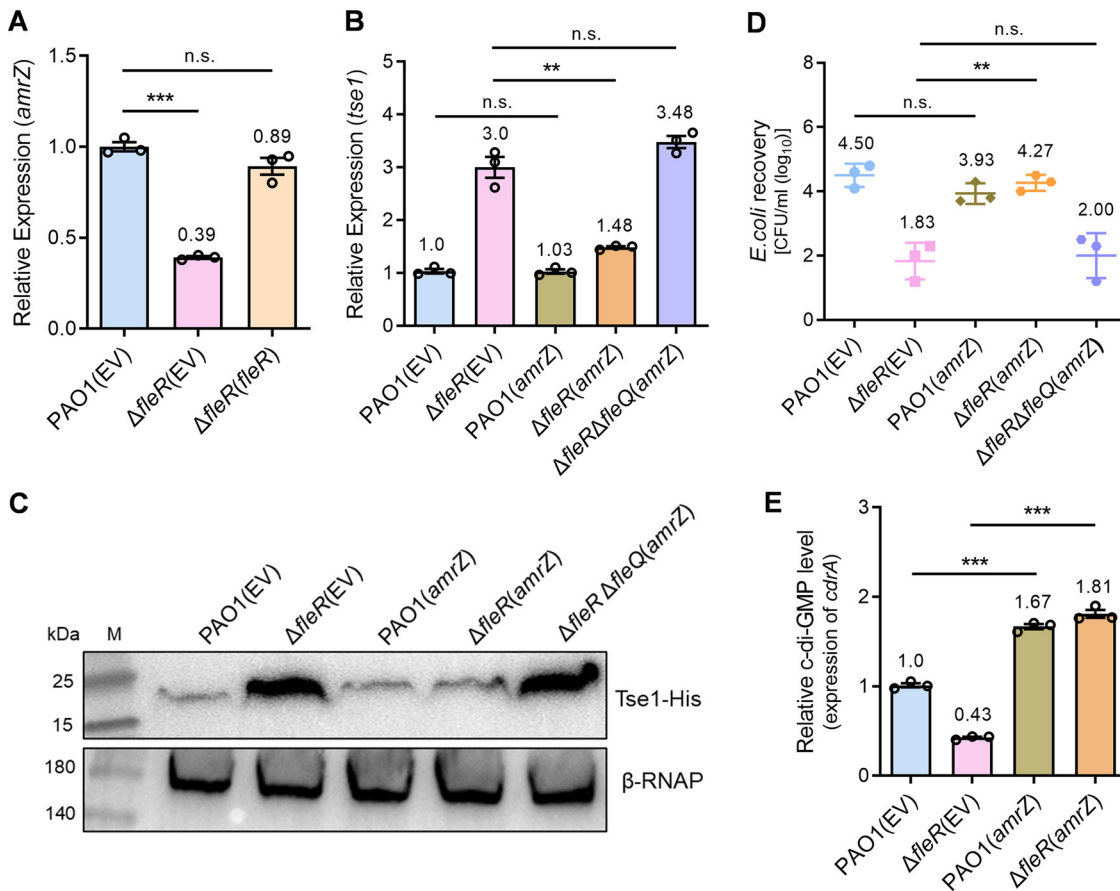 A
Relative Expression (amrZ)
1.5
1.0
0.5
0.0
n.s.
***
0.39
0.89
PAO1(EV)
ΔfleR(EV)
ΔfleR(fleR)
B
Relative Expression (tse1)
5
4
3
2
1
0
n.s.
**
n.s.
1.0
3.0
1.03
1.48
3.48
PAO1(EV)
ΔfleR(EV)
PAO1(amrZ)
ΔfleR(amrZ)
ΔfleRΔfleQ(amrZ)
D
E.coli recovery
[CFU/ml (log10)]
8
6
4
2
0
n.s.
**
n.s.
4.50
1.83
3.93
4.27
2.00
PAO1(EV)
ΔfleR(EV)
PAO1(amrZ)
ΔfleR(amrZ)
ΔfleRΔfleQ(amrZ)
C
kDa
M
PAO1(EV)
ΔfleR(EV)
PAO1(amrZ)
ΔfleR(amrZ)
ΔfleR ΔfleQ(amrZ)
25
15
Tse1-His
180
140
β-RNAP
E
Relative c-di-GMP level
(expression of cdrA)
3
2
1
0
***
***
1.0
0.43
1.67
1.81
PAO1(EV)
ΔfleR(EV)
PAO1(amrZ)
ΔfleR(amrZ)